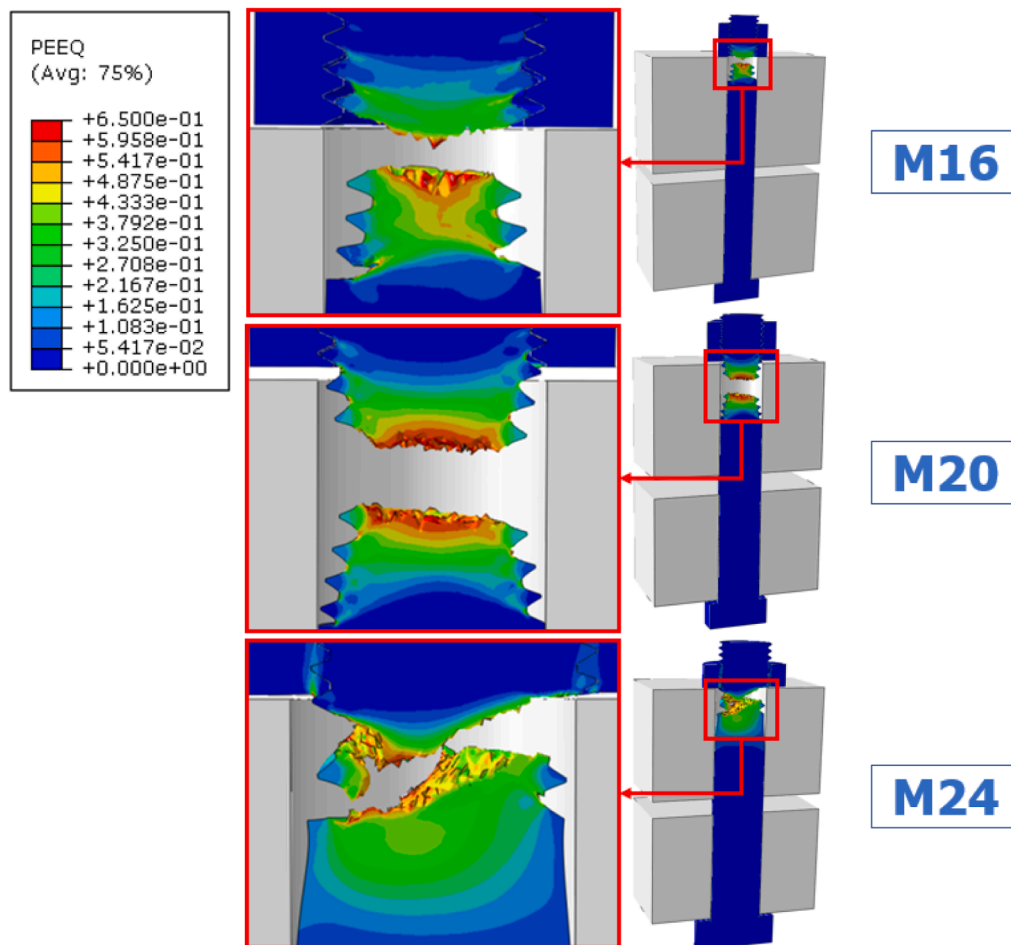 PEEQ
(Avg: 75%)
+6.500e-01
+5.958e-01
+5.417e-01
+4.875e-01
+4.333e-01
+3.792e-01
+3.250e-01
+2.708e-01
+2.167e-01
+1.625e-01
+1.083e-01
+5.417e-02
+0.000e+00
M16
M20
M24